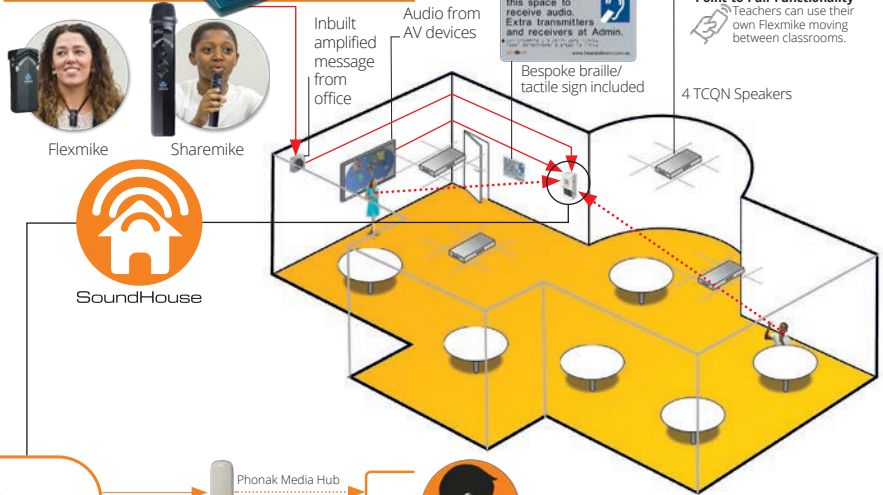 Inbuilt
amplified
message
from
office
Audio from
AV devices
this space to
receive audio.
Extra transmitters
and receivers at Admin.
Bespoke braille/
tactile sign included
Point-to-Pair Functionality
Teachers can use their
own Flexmike moving
between classrooms.
4 TCQN Speakers
Flexmike
Sharemike
SoundHouse
Phonak Media Hub